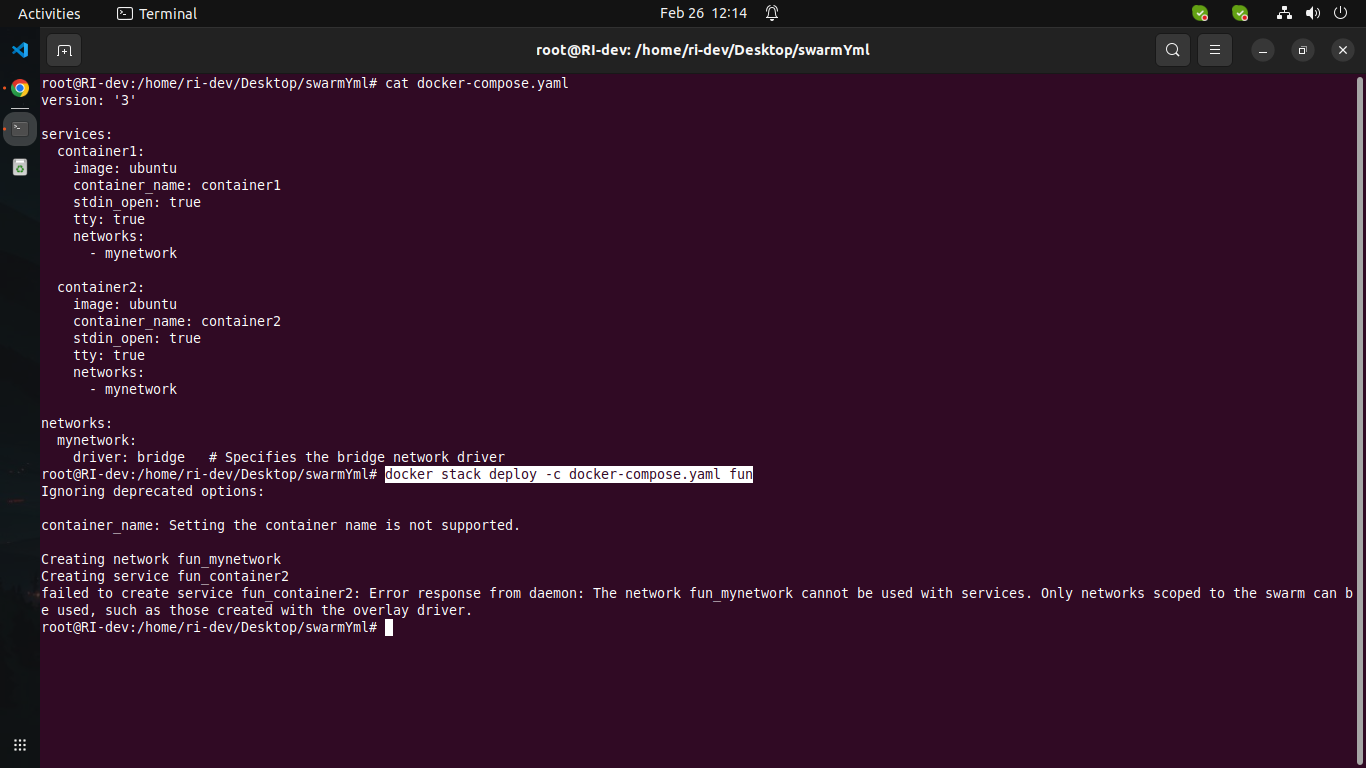 Activities
Terminal
Feb 26 12:14
root@RI-dev: /home/ri-dev/Desktop/swarmYml
root@RI-dev:/home/ri-dev/Desktop/swarmYml# cat docker-compose.yaml
version: '3'
services:
  container1:
    image: ubuntu
    container_name: container1
    stdin_open: true
    tty: true
    networks:
      - mynetwork
  container2:
    image: ubuntu
    container_name: container2
    stdin_open: true
    tty: true
    networks:
      - mynetwork
networks:
  mynetwork:
    driver: bridge   # Specifies the bridge network driver
root@RI-dev:/home/ri-dev/Desktop/swarmYml# docker stack deploy -c docker-compose.yaml fun
Ignoring deprecated options:
container_name: Setting the container name is not supported.
Creating network fun_mynetwork
Creating service fun_container2
failed to create service fun_container2: Error response from daemon: The network fun_mynetwork cannot be used with services. Only networks scoped to the swarm can b
e used, such as those created with the overlay driver.
root@RI-dev:/home/ri-dev/Desktop/swarmYml#